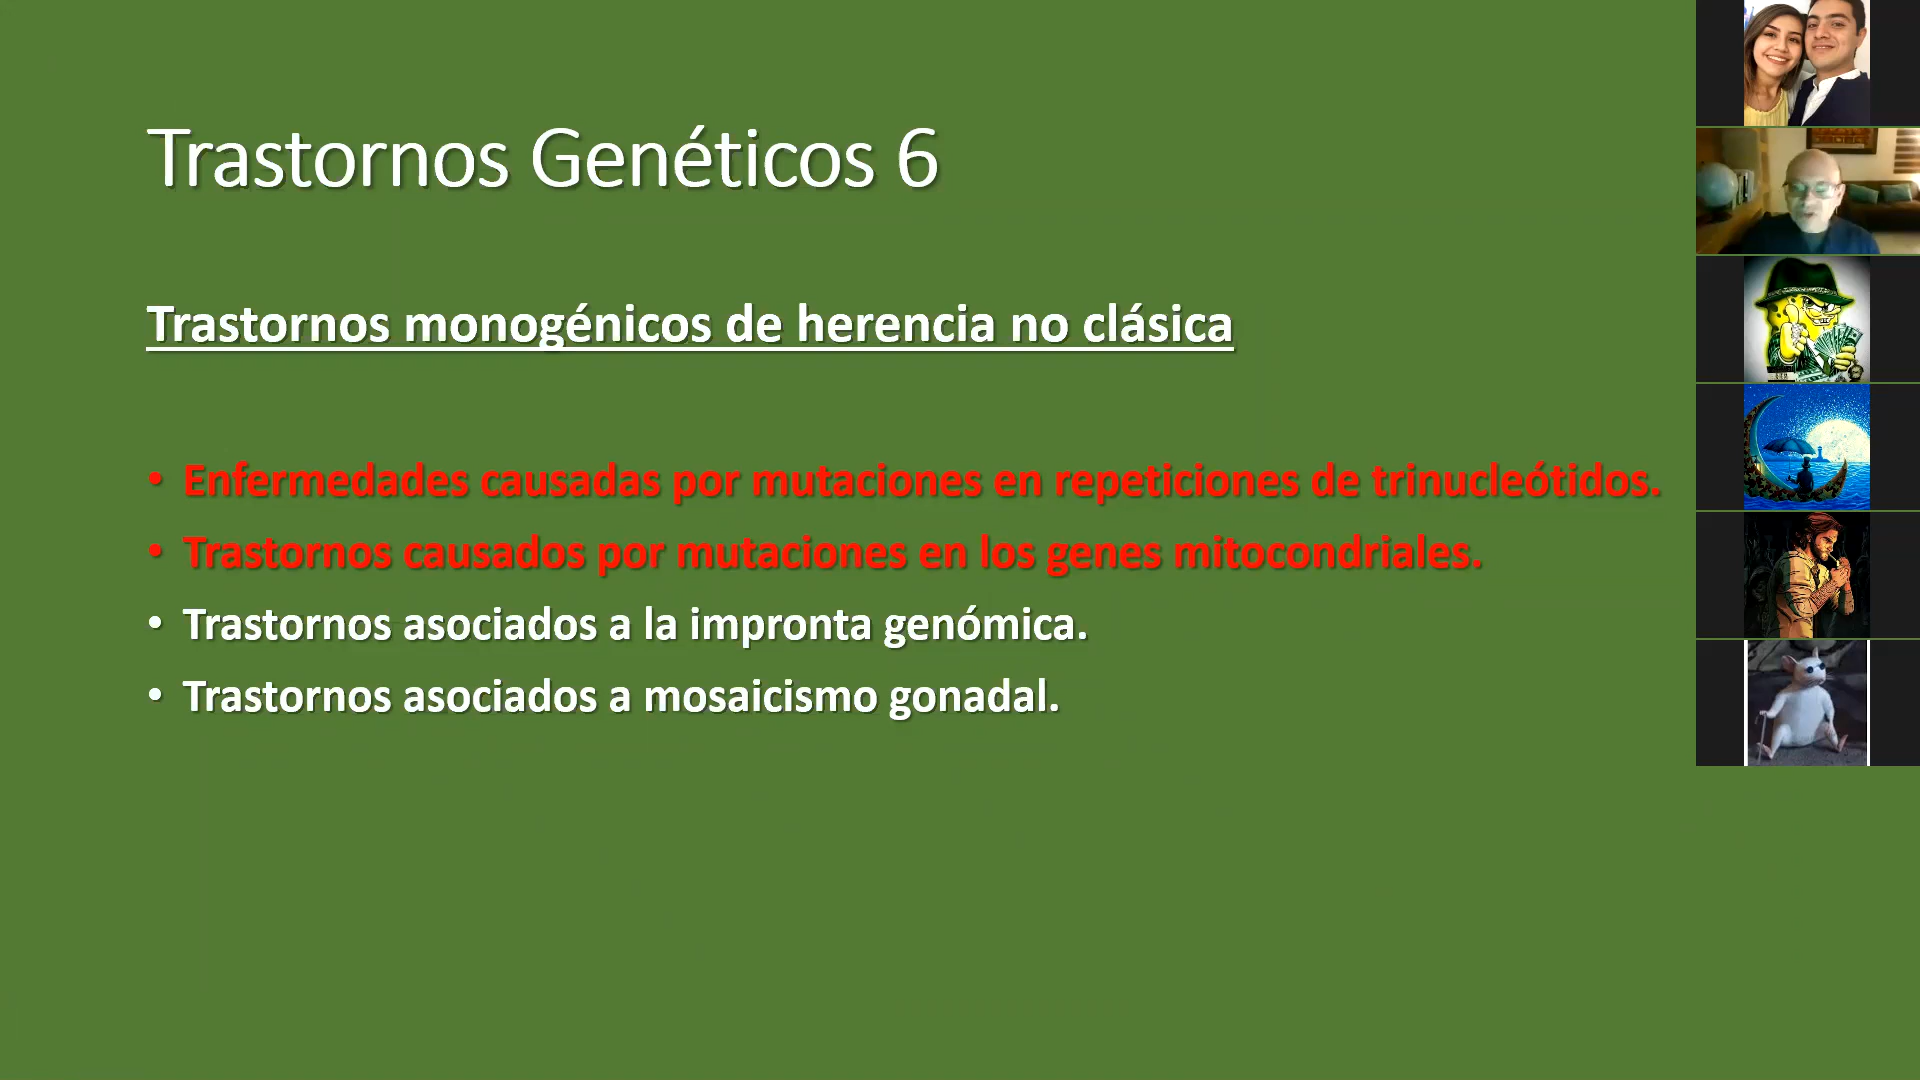 Trastornos Genéticos 6
Trastornos monogénicos de herencia no clásica
• Enfermedades causadas por mutaciones en repeticiones de trinucleótidos.
• Trastornos causados por mutaciones en los genes mitocondriales.
• Trastornos asociados a la impronta genómica.
• Trastornos asociados a mosaicismo gonadal.